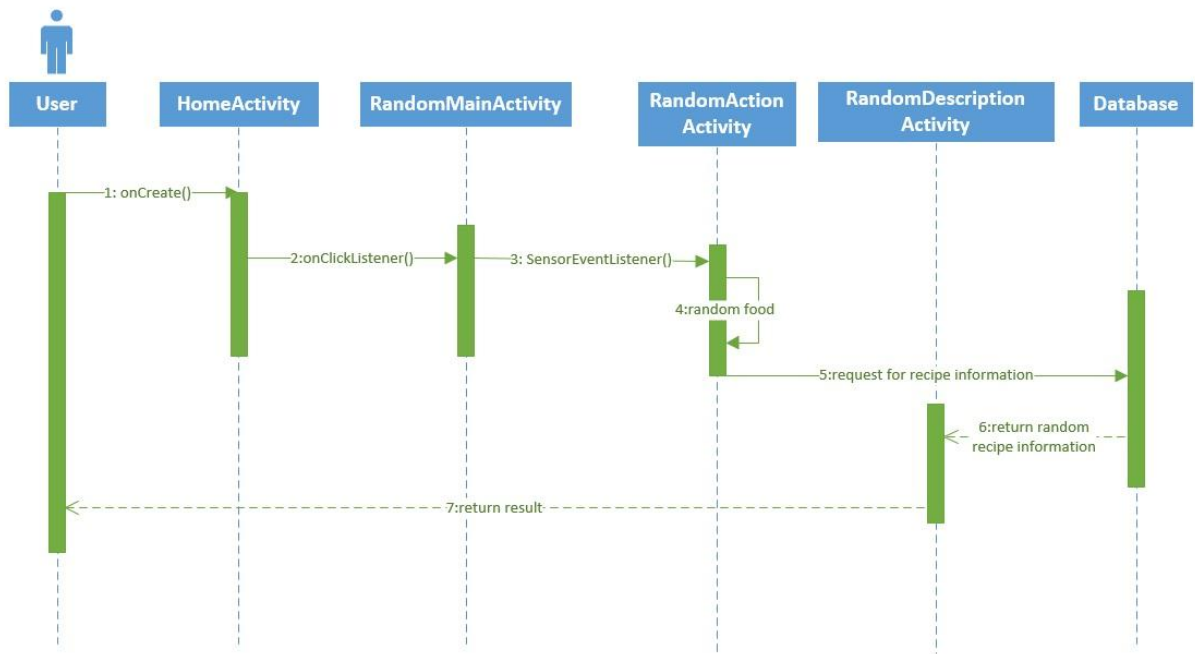 User
HomeActivity
RandomMainActivity
RandomAction
Activity
RandomDescription
Activity
Database
1: onCreate()
2:onClickListener()
3: SensorEventListener()
4:random food
5:request for recipe information
6:return random
recipe information
7:return result